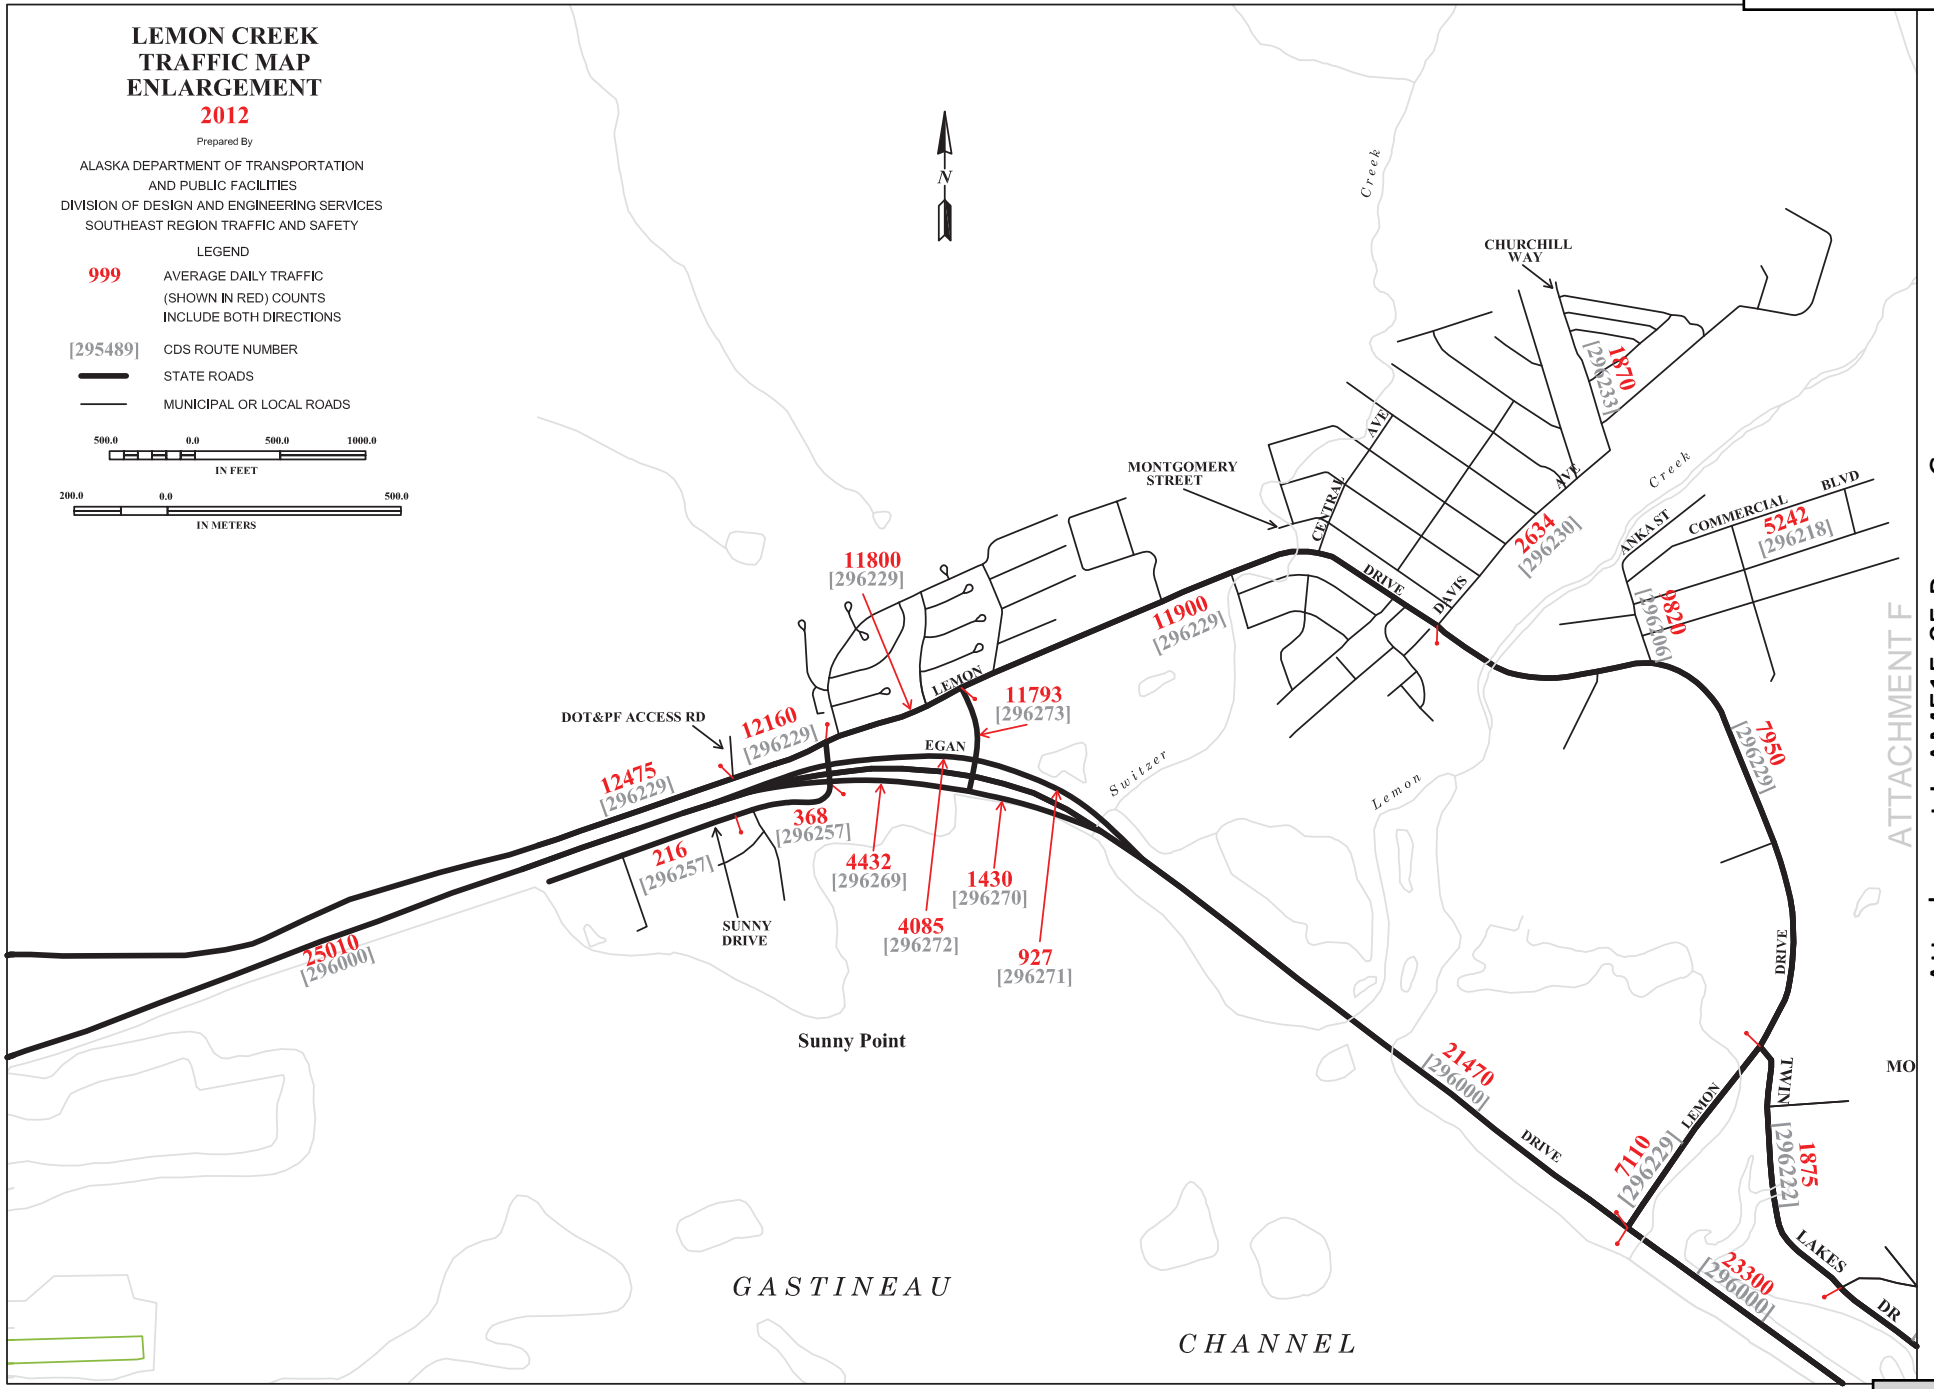 LEMON CREEK
TRAFFIC MAP
ENLARGEMENT
2012
Prepared By
ALASKA DEPARTMENT OF TRANSPORTATION
AND PUBLIC FACILITIES
DIVISION OF DESIGN AND ENGINEERING SERVICES
SOUTHEAST REGION TRAFFIC AND SAFETY
LEGEND
999 AVERAGE DAILY TRAFFIC
(SHOWN IN RED) COUNTS
INCLUDE BOTH DIRECTIONS
[295489] CDS ROUTE NUMBER
STATE ROADS
MUNICIPAL OR LOCAL ROADS
500.0 0.0 500.0 1000.0
IN FEET
200.0 0.0 500.0
IN METERS
N
Creek
CHURCHILL
WAY
1870
[296233]
AVE
CENTRAL
MONTGOMERY
STREET
AVE
DAVIS
2634
[296230]
Creek
ANKA ST
COMMERCIAL BLVD
5242
[296218]
9820
[296206]
DRIVE
11800
[296229]
11900
[296229]
LEMON
11793
[296273]
EGAN
DOT&PF ACCESS RD
12160
[296229]
12475
[296229]
368
[296257]
216
[296257]
SUNNY
DRIVE
4432
[296269]
4085
[296272]
1430
[296270]
927
[296271]
25010
[296000]
Switzer
Lemon
7950
[296229]
DRIVE
Sunny Point
21470
[296000]
DRIVE
7110
[296229]
LEMON
TWIN
1875
[296222]
LAKES
DR
23300
[296000]
MO
GASTINEAU
CHANNEL
ATTACHMENT F